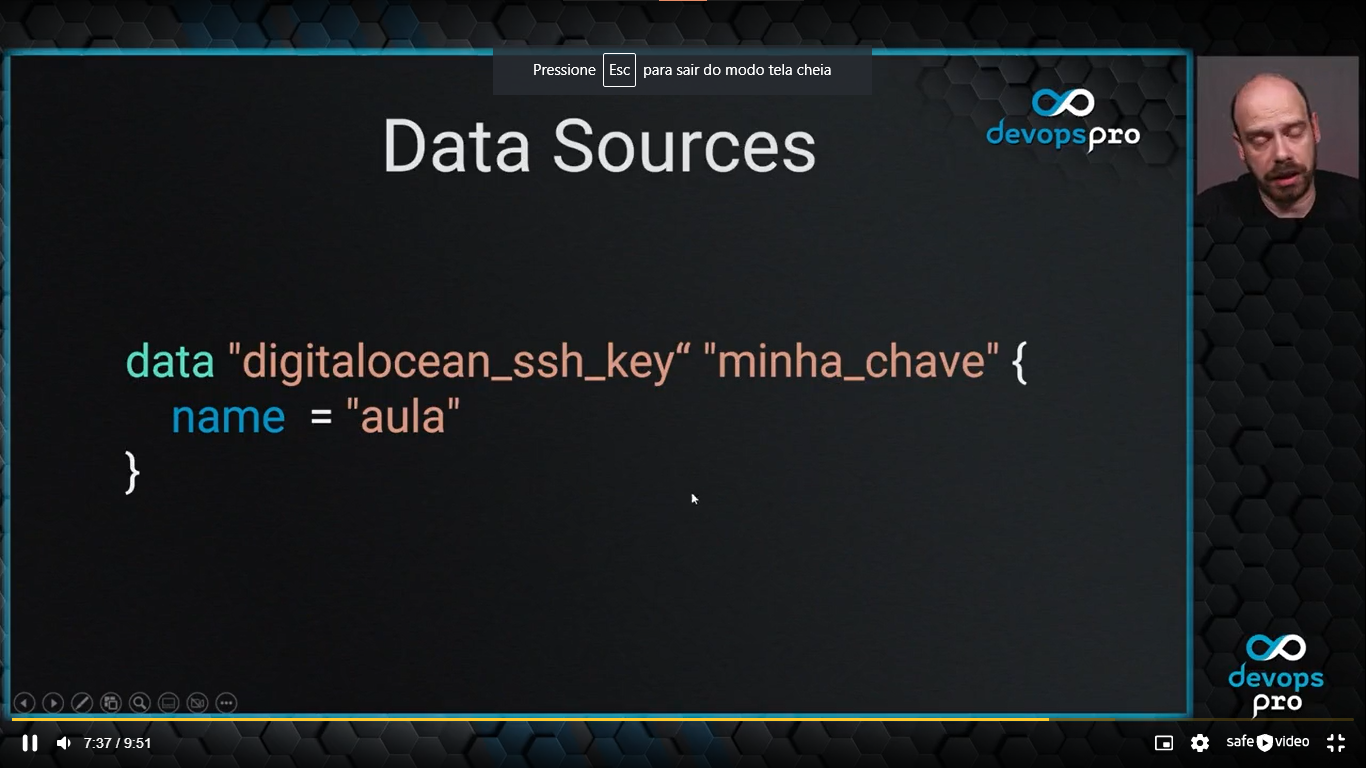 Pressione Esc para sair do modo tela cheia
devopspro
Data Sources
data "digitalocean_ssh_key“ "minha_chave" {
name = "aula"
}
devops
pro
7:37 / 9:51
safe video